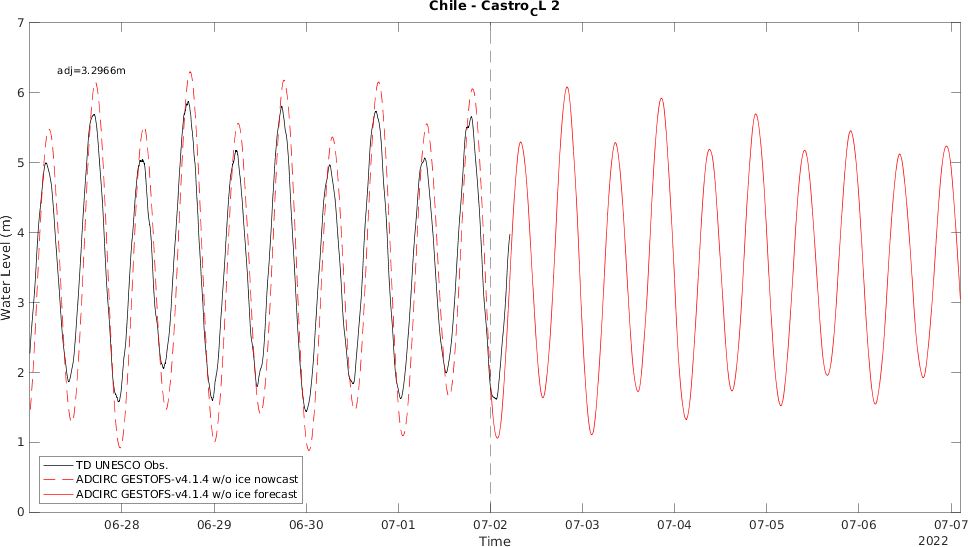 Chile - Castro_CL 2
adj=3.2966m
Water Level (m)
7
6
5
4
3
2
1
0
TD UNESCO Obs.
ADCIRC GESTOFS-v4.1.4 w/o ice nowcast
ADCIRC GESTOFS-v4.1.4 w/o ice forecast
06-28 06-29 06-30 07-01 07-02 07-03 07-04 07-05 07-06 07-07
Time
2022